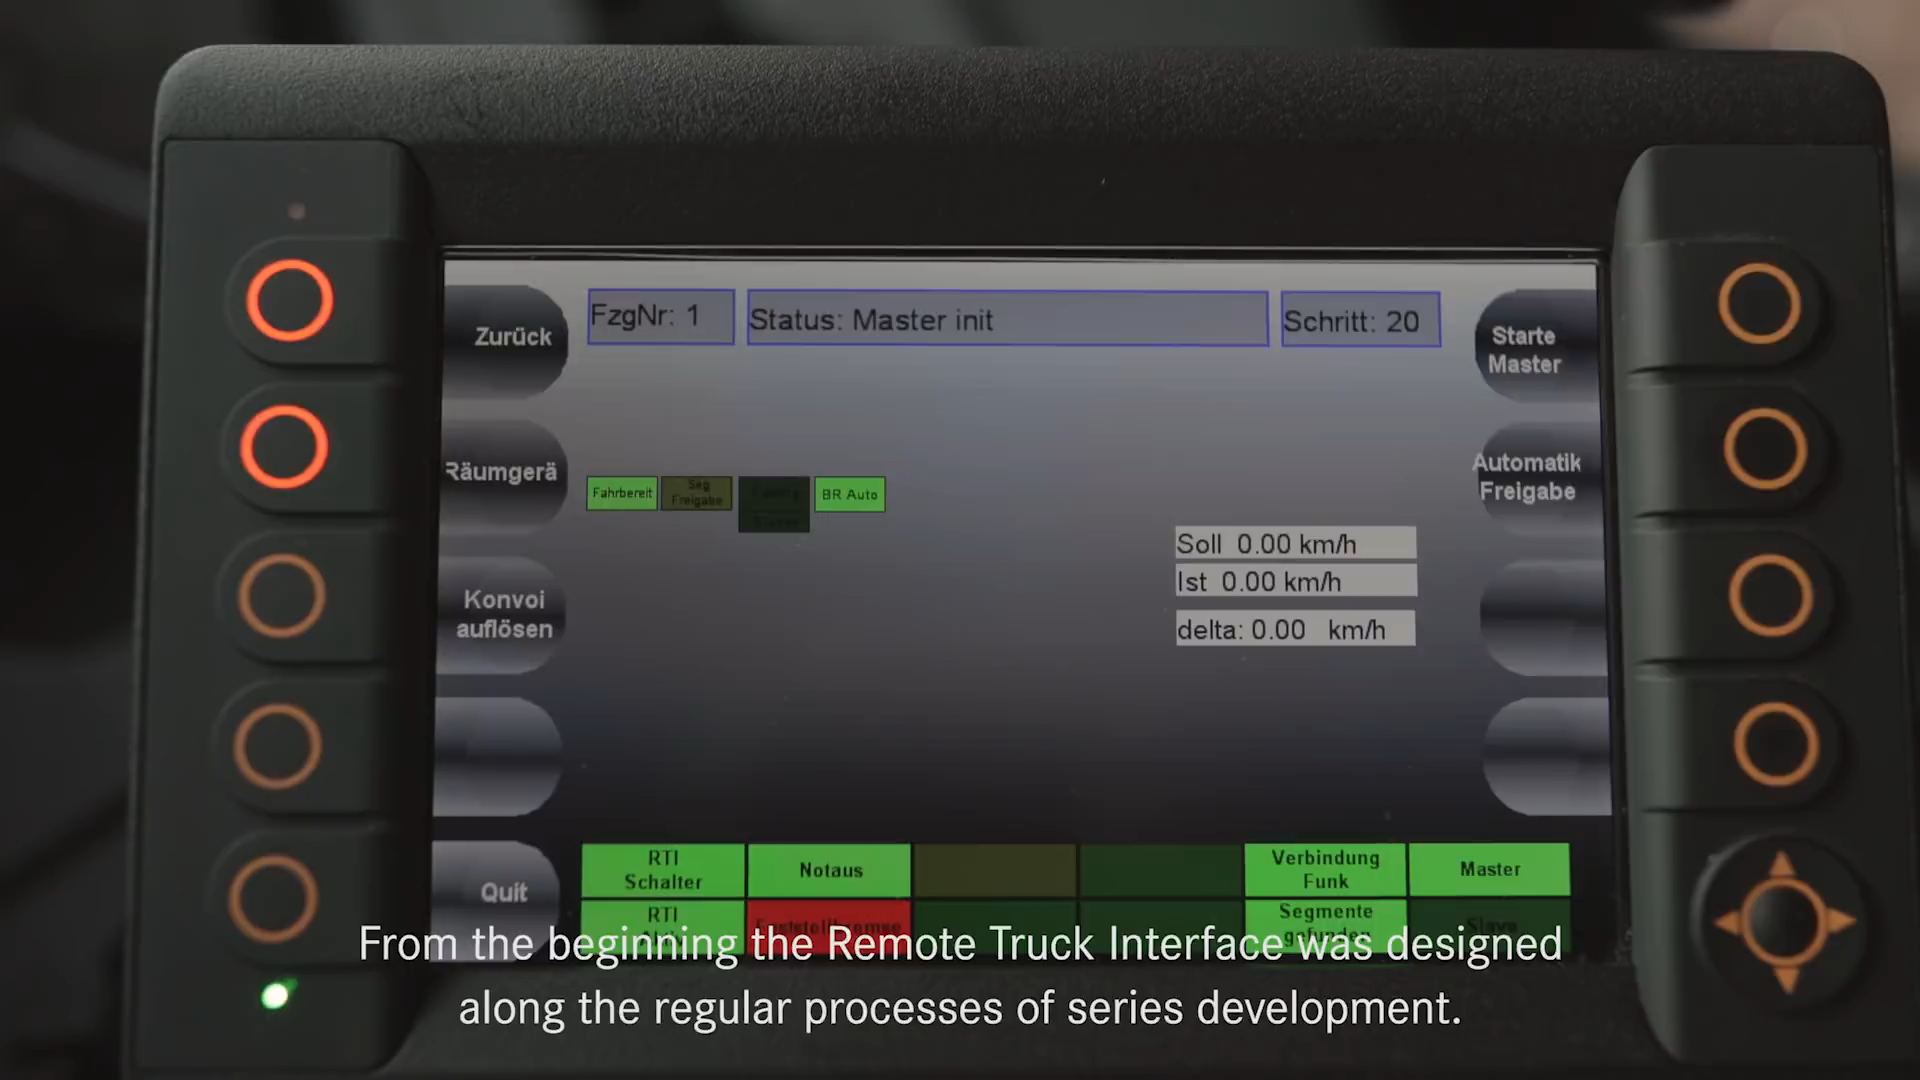 Zurück
FzgNr: 1
Status: Master init
Schritt: 20
Starte
Master
Räumgerä
Automatik
Freigabe
Fahrbereit
Seg
Freigabe
BR Auto
Soll 0.00 km/h
Ist 0.00 km/h
delta: 0.00 km/h
Konvoi
auflösen
Quit
RTI
Schalter
Notaus
Verbindung
Funk
Master
RTI
Segmente
gefunden
Slave
From the beginning the Remote Truck Interface was designed
along the regular processes of series development.